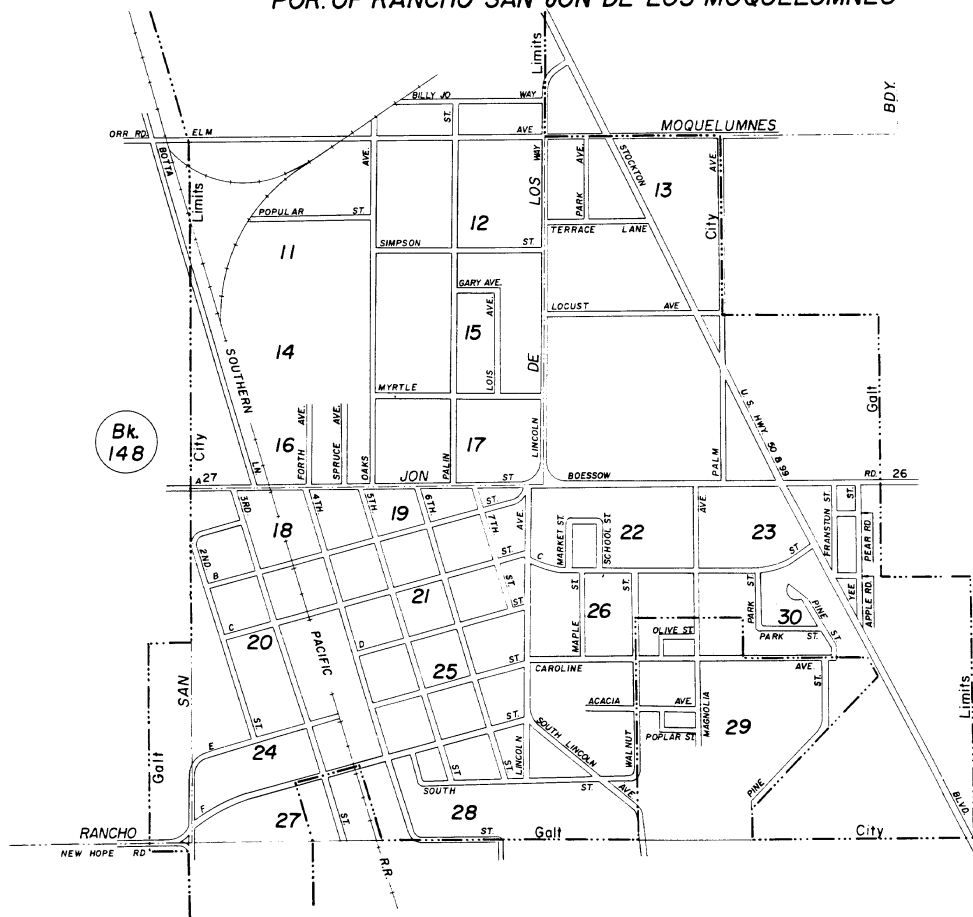 POR. OF RANCHO SAN JON DE LOS MOQUELUMNES
Limits
BDY.
BILLY JO WAY
ST.
ORR RD. ELM AVE. MOQUELUMNES
BOTTA
AVE.
WAY
LOS
PARK AVE.
STOCKTON
13
AVE.
Limits
City
POPULAR ST.
12
TERRACE LANE
11
SIMPSON ST.
GARY AVE.
LOCUST AVE
15
LOIS AVE.
14
DE
SOUTHERN
MYRTLE
U.S. HWY. 50 & 99
Galt
Bk.
148
City
16
FORTH AVE.
SPRUCE AVE.
OAKS
PALIN
17
LINCOLN
PALM
LN.
A 27 JON ST BOESSOW RD. 26
3RD
4TH
5TH
6TH.
7TH
ST.
AVE.
AVE.
18
19
MARKET ST.
SCHOOL ST.
22
23
FRANSTON ST.
ST.
PEAR RD.
2ND
B
ST.
C
ST.
YEE
APPLE RD.
21
ST.
ST.
ST.
ST.
26
MAPLE
PARK ST.
30
PINE ST.
C
20
D
OLIVE ST.
PARK ST.
PACIFIC
25
ST.
CAROLINE AVE.
ST.
SAN
ACACIA AVE.
MAGNOLIA
29
Limits
ST.
ST.
SOUTH LINCOLN AVE.
POPLAR ST.
WALNUT
E
24
LINCOLN
ST.
ST.
Galt
SOUTH ST.
PINE
F
27
ST.
28
BLVD.
RANCHO
ST.
Galt
City
NEW HOPE RD
R.R.